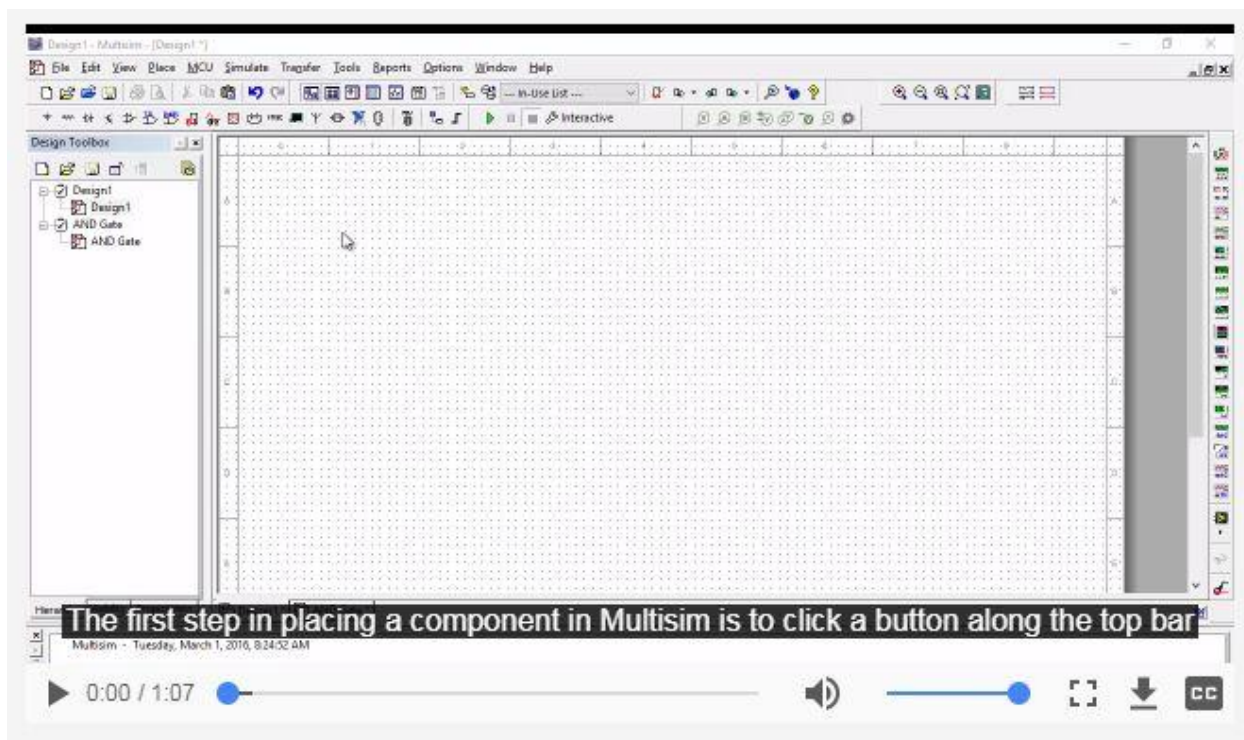 Design1 - Multisim - [Design1 *]
File Edit View Place MCU Simulate Transfer Tools Reports Options Window Help
--- In-Use List ---
Interactive
Design Toolbox
Design1
Design1
AND Gate
AND Gate
The first step in placing a component in Multisim is to click a button along the top bar
Multisim - Tuesday, March 1, 2016, 8:24:52 AM
0:00 / 1:07
CC